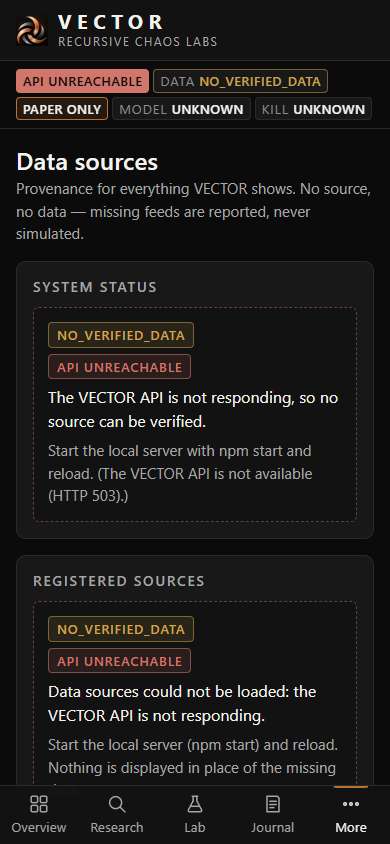 VECTOR
RECURSIVE CHAOS LABS
API UNREACHABLE DATA NO_VERIFIED_DATA
PAPER ONLY MODEL UNKNOWN KILL UNKNOWN
Data sources
Provenance for everything VECTOR shows. No source,
no data — missing feeds are reported, never
simulated.
SYSTEM STATUS
NO_VERIFIED_DATA
API UNREACHABLE
The VECTOR API is not responding, so no
source can be verified.
Start the local server with npm start and
reload. (The VECTOR API is not available
(HTTP 503).)
REGISTERED SOURCES
NO_VERIFIED_DATA
API UNREACHABLE
Data sources could not be loaded: the
VECTOR API is not responding.
Start the local server (npm start) and reload.
Nothing is displayed in place of the missing
Overview Research Lab Journal More